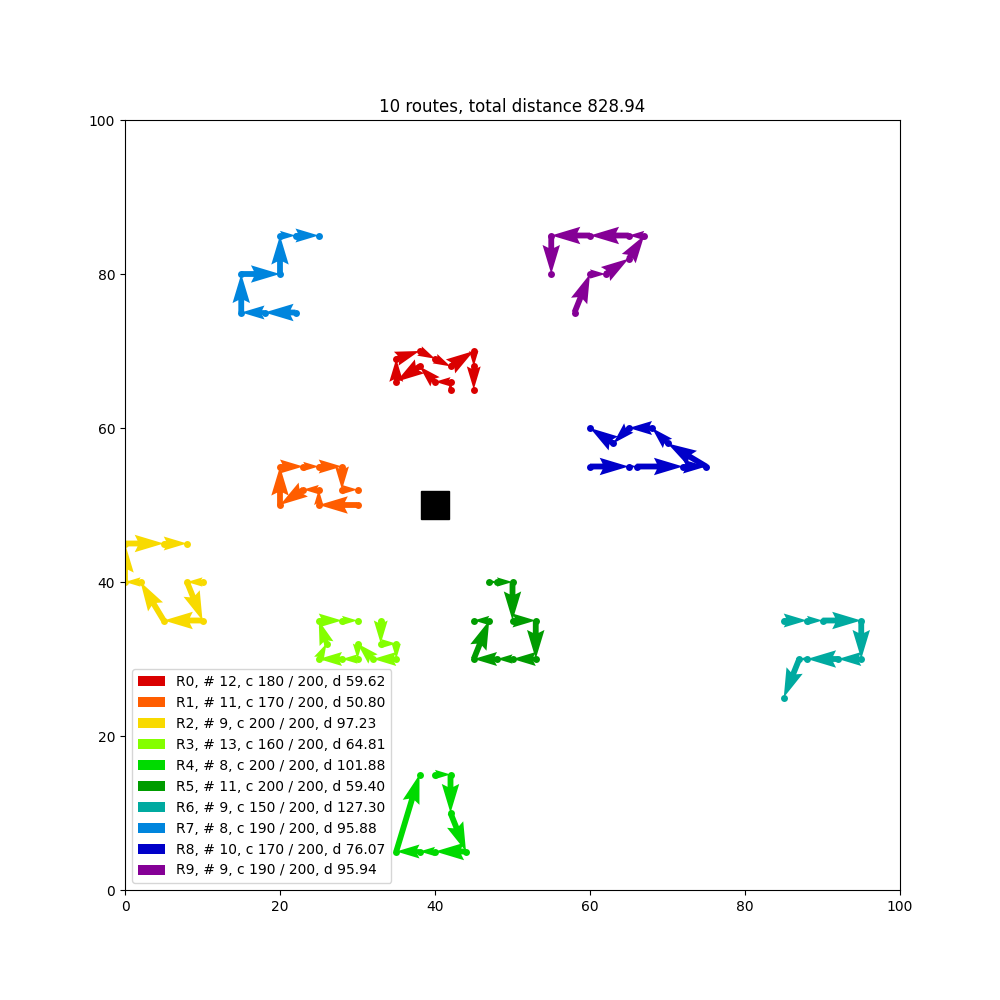 10 routes, total distance 828.94
100
80
60
40
20
0
R0, # 12, c 180 / 200, d 59.62
R1, # 11, c 170 / 200, d 50.80
R2, # 9, c 200 / 200, d 97.23
R3, # 13, c 160 / 200, d 64.81
R4, # 8, c 200 / 200, d 101.88
R5, # 11, c 200 / 200, d 59.40
R6, # 9, c 150 / 200, d 127.30
R7, # 8, c 190 / 200, d 95.88
R8, # 10, c 170 / 200, d 76.07
R9, # 9, c 190 / 200, d 95.94
0 20 40 60 80 100